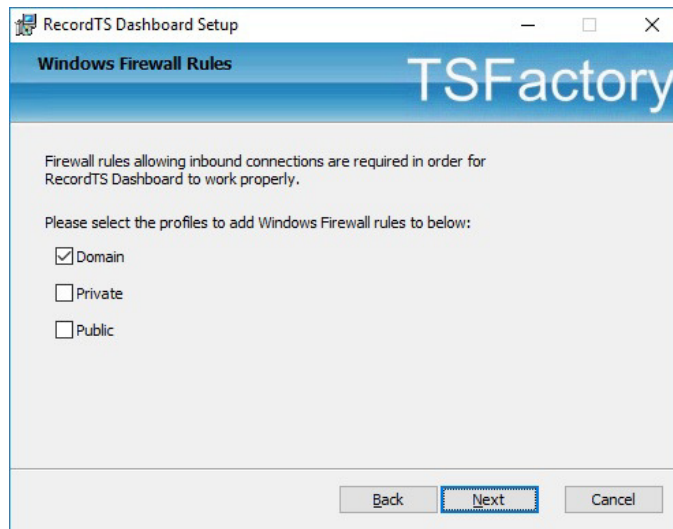 RecordTS Dashboard Setup
Windows Firewall Rules
TSFactory
Firewall rules allowing inbound connections are required in order for
RecordTS Dashboard to work properly.
Please select the profiles to add Windows Firewall rules to below:
Domain
Private
Public
Back
Next
Cancel